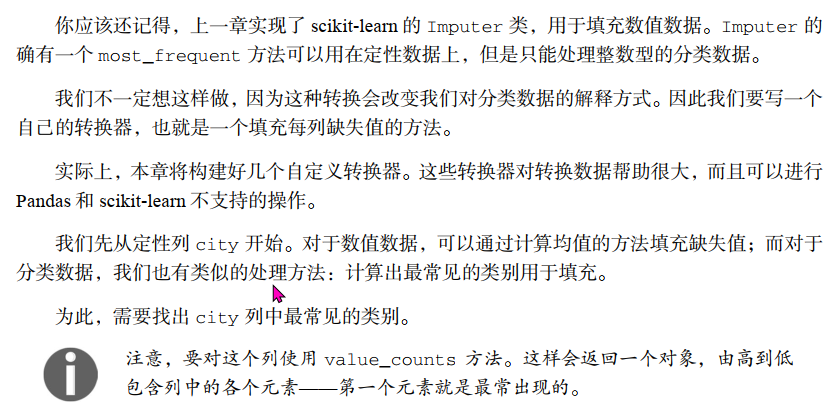 你应该还记得，上一章实现了 scikit-learn 的 Imputer 类，用于填充数值数据。Imputer 的
确有一个 most_frequent 方法可以用在定性数据上，但是只能处理整数型的分类数据。
我们不一定想这样做，因为这种转换会改变我们对分类数据的解释方式。因此我们要写一个
自己的转换器，也就是一个填充每列缺失值的方法。
实际上，本章将构建好几个自定义转换器。这些转换器对转换数据帮助很大，而且可以进行
Pandas 和 scikit-learn 不支持的操作。
我们先从定性列 city 开始。对于数值数据，可以通过计算均值的方法填充缺失值；而对于
分类数据，我们也有类似的处理方法：计算出最常见的类别用于填充。
为此，需要找出 city 列中最常见的类别。
注意，要对这个列使用 value_counts 方法。这样会返回一个对象，由高到低
包含列中的各个元素——第一个元素就是最常出现的。